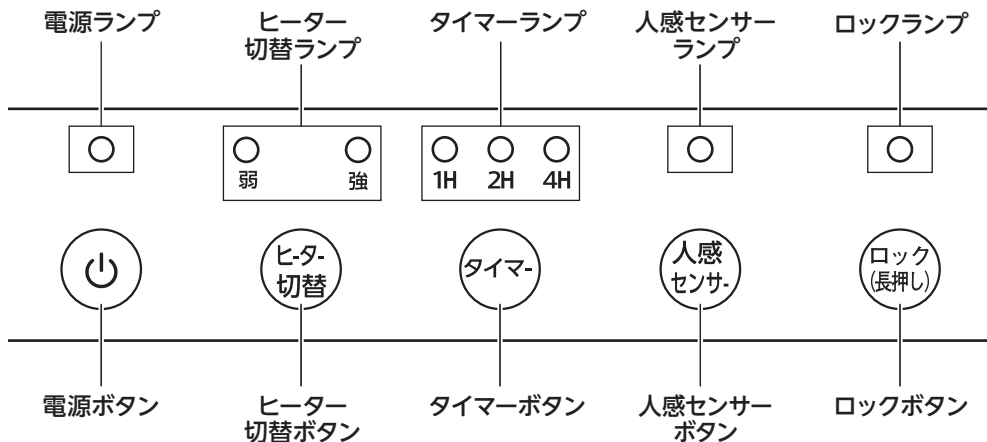 電源ランプ
ヒーター
切替ランプ
タイマーランプ
人感センサー
ランプ
ロックランプ
弱
強
1H
2H
4H
ヒ-タ-
切替
タイマ-
人感
センサ-
ロック
(長押し)
電源ボタン
ヒーター
切替ボタン
タイマーボタン
人感センサー
ボタン
ロックボタン